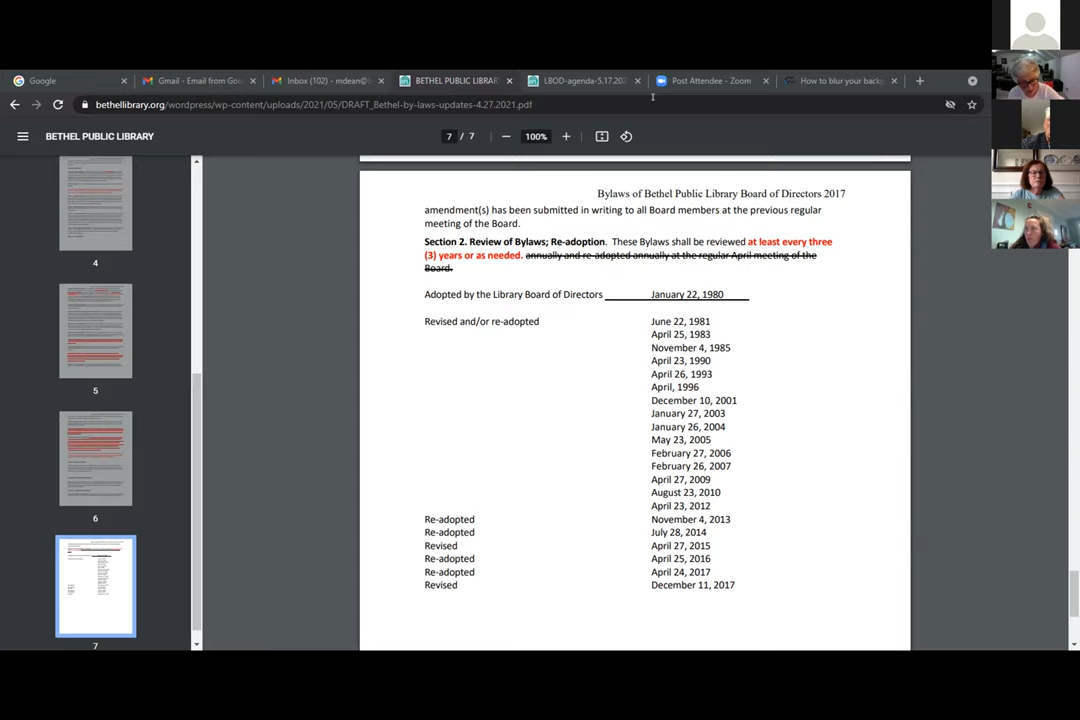 Google
Gmail - Email from Goo
Inbox (102) - mdean@b
BETHEL PUBLIC LIBRAR
LBOD-agenda-5.17.202
Post Attendee - Zoom
How to blur your backg
bethellibrary.org/wordpress/wp-content/uploads/2021/05/DRAFT_Bethel-by-laws-updates-4.27.2021.pdf
BETHEL PUBLIC LIBRARY
7 / 7
100%
4
5
6
7
Bylaws of Bethel Public Library Board of Directors 2017
amendment(s) has been submitted in writing to all Board members at the previous regular
meeting of the Board.
Section 2. Review of Bylaws; Re-adoption. These Bylaws shall be reviewed at least every three
(3) years or as needed. annually and re-adopted annually at the regular April meeting of the
Board.
Adopted by the Library Board of Directors January 22, 1980
Revised and/or re-adopted June 22, 1981
April 25, 1983
November 4, 1985
April 23, 1990
April 26, 1993
April, 1996
December 10, 2001
January 27, 2003
January 26, 2004
May 23, 2005
February 27, 2006
February 26, 2007
April 27, 2009
August 23, 2010
April 23, 2012
Re-adopted November 4, 2013
Re-adopted July 28, 2014
Revised April 27, 2015
Re-adopted April 25, 2016
Re-adopted April 24, 2017
Revised December 11, 2017